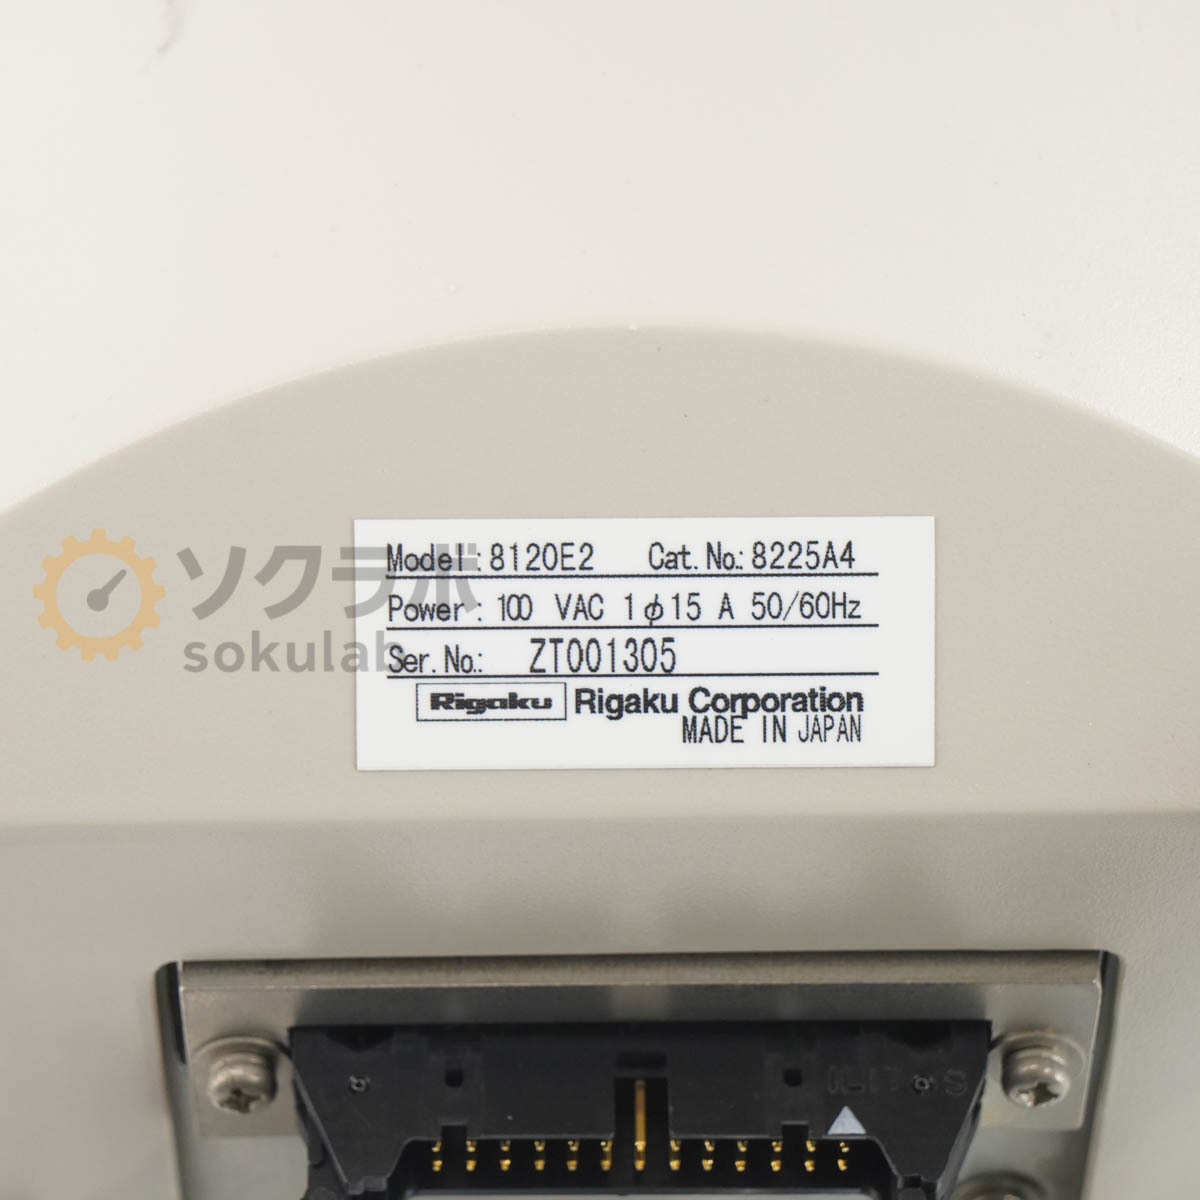 Model : 8120E2 Cat. No.: 8225A4
Power : 100 VAC 1φ15 A 50/60Hz
Ser. No.: ZT001305
Rigaku Rigaku Corporation
MADE IN JAPAN
ソクラボ
sokulab